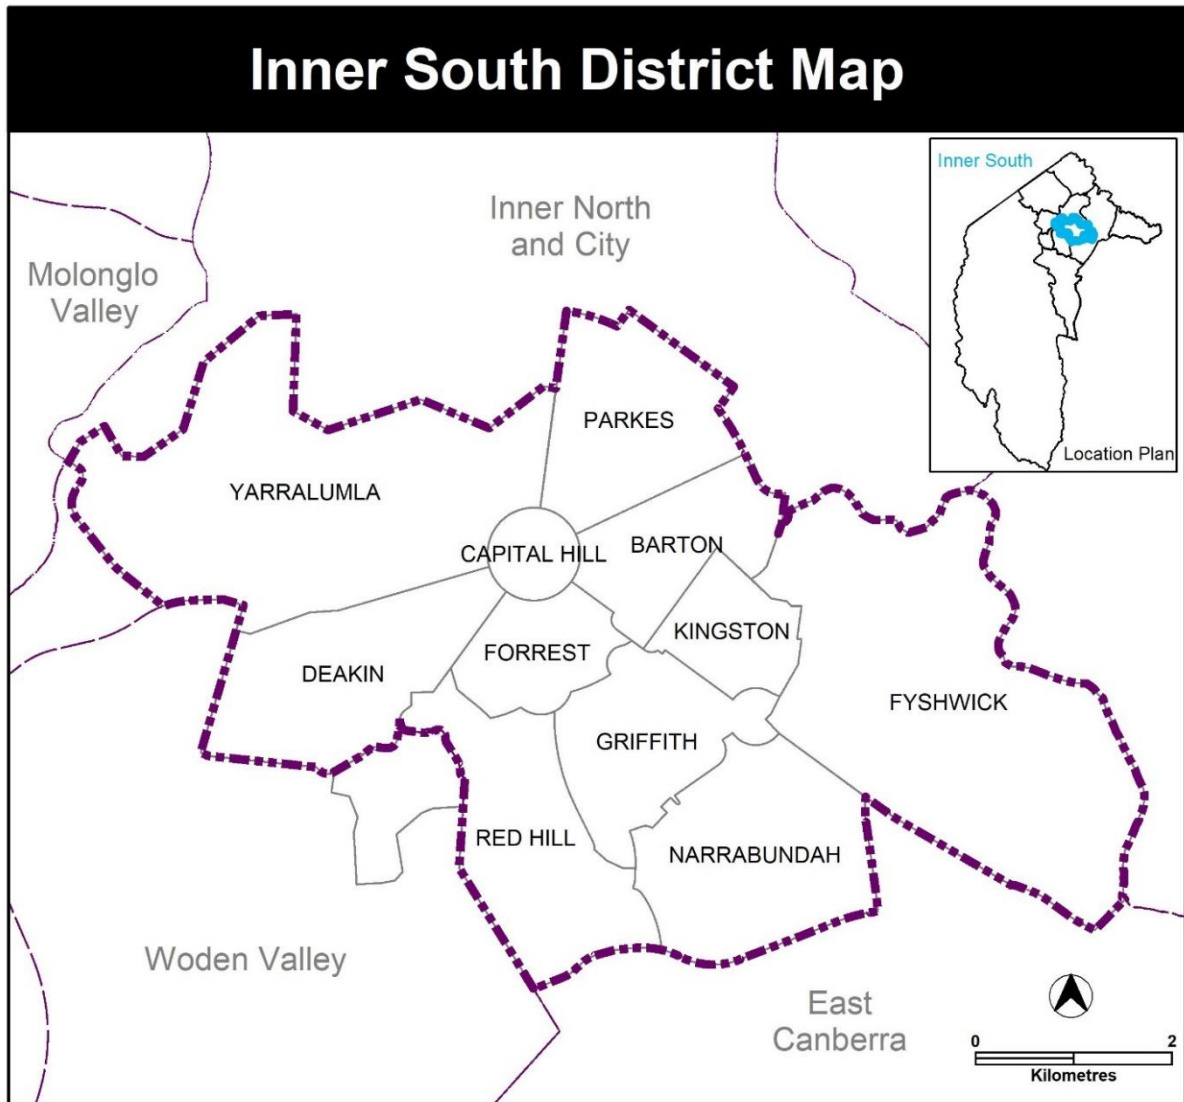 Inner South District Map
Inner South
Location Plan
Inner North
and City
Molonglo
Valley
PARKES
YARRALUMLA
CAPITAL HILL
BARTON
KINGSTON
FORREST
DEAKIN
FYSHWICK
GRIFFITH
RED HILL
NARRABUNDAH
Woden Valley
East
Canberra
0 2
Kilometres